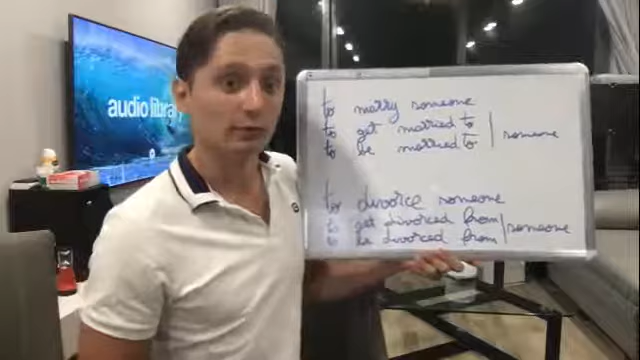 audio library
to marry someone
to get married to
to be married to
someone
to divorce someone
to get divorced from
to be divorced from
someone